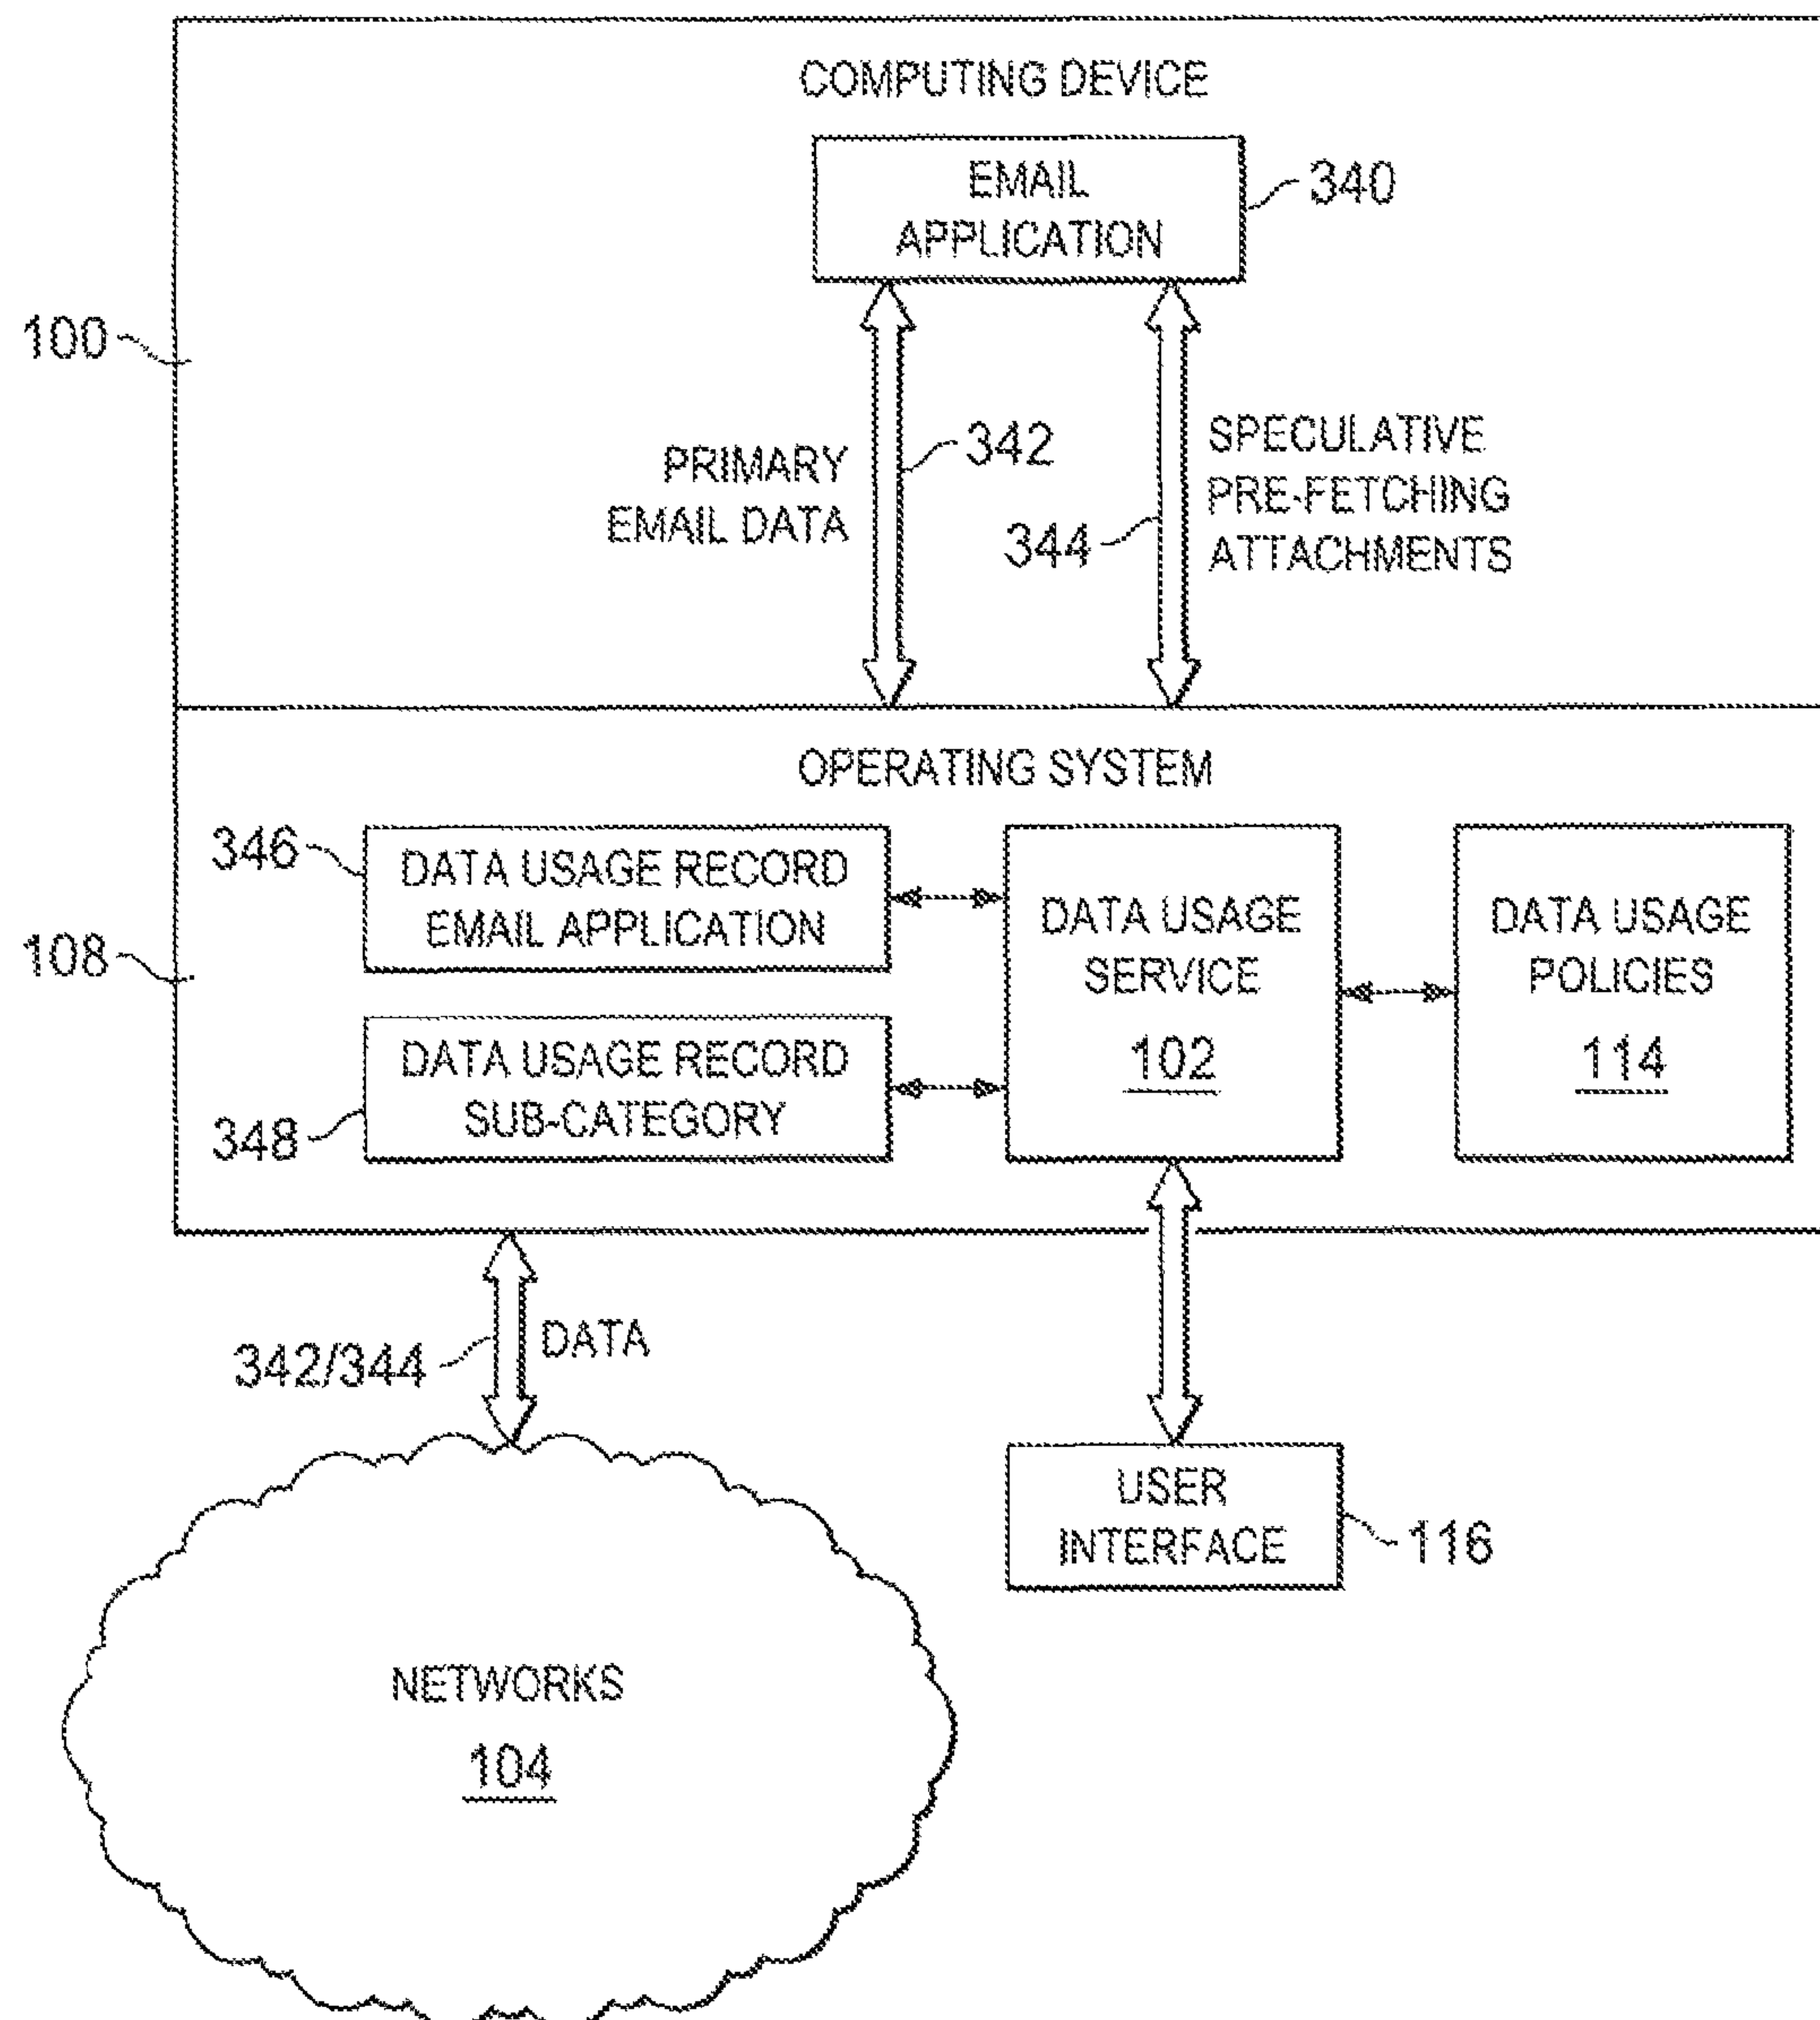 COMPUTING DEVICE
EMAIL
APPLICATION
340
100
PRIMARY
EMAIL DATA
342
344
SPECULATIVE
PRE-FETCHING
ATTACHMENTS
OPERATING SYSTEM
346
DATA USAGE RECORD
EMAIL APPLICATION
108
348
DATA USAGE RECORD
SUB-CATEGORY
DATA USAGE
SERVICE
102
DATA USAGE
POLICIES
114
342/344
DATA
USER
INTERFACE
116
NETWORKS
104